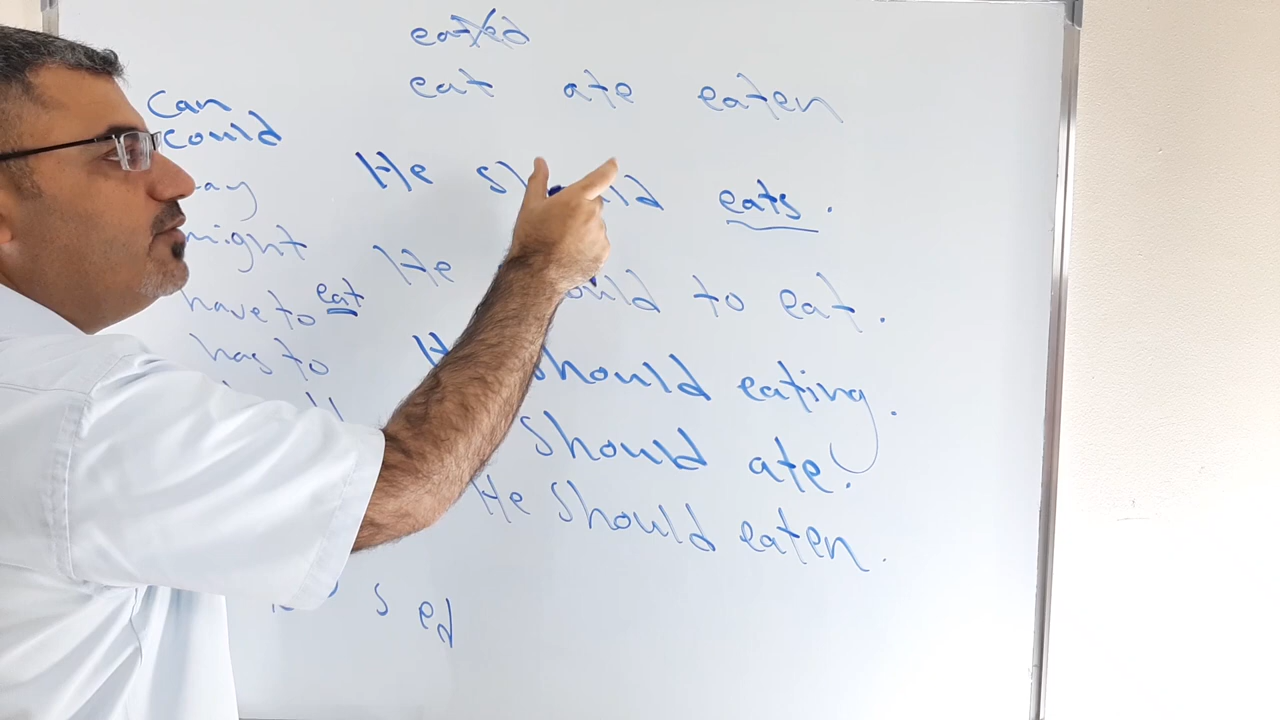 eated
eat ate eaten
can
could
He should eats.
might
He to eat.
have to eat
has to
should eating.
should ate.
He should eaten.
s ed